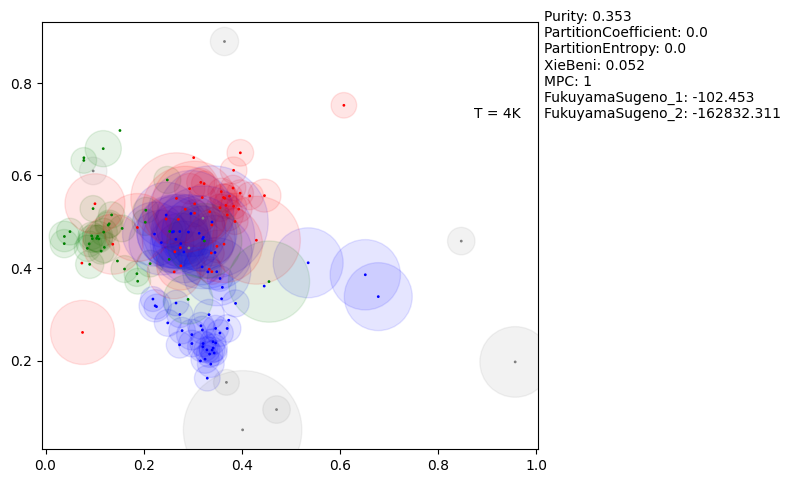 Purity: 0.353
PartitionCoefficient: 0.0
PartitionEntropy: 0.0
XieBeni: 0.052
MPC: 1
FukuyamaSugeno_1: -102.453
FukuyamaSugeno_2: -162832.311
T = 4K
0.8
0.6
0.4
0.2
0.0 0.2 0.4 0.6 0.8 1.0